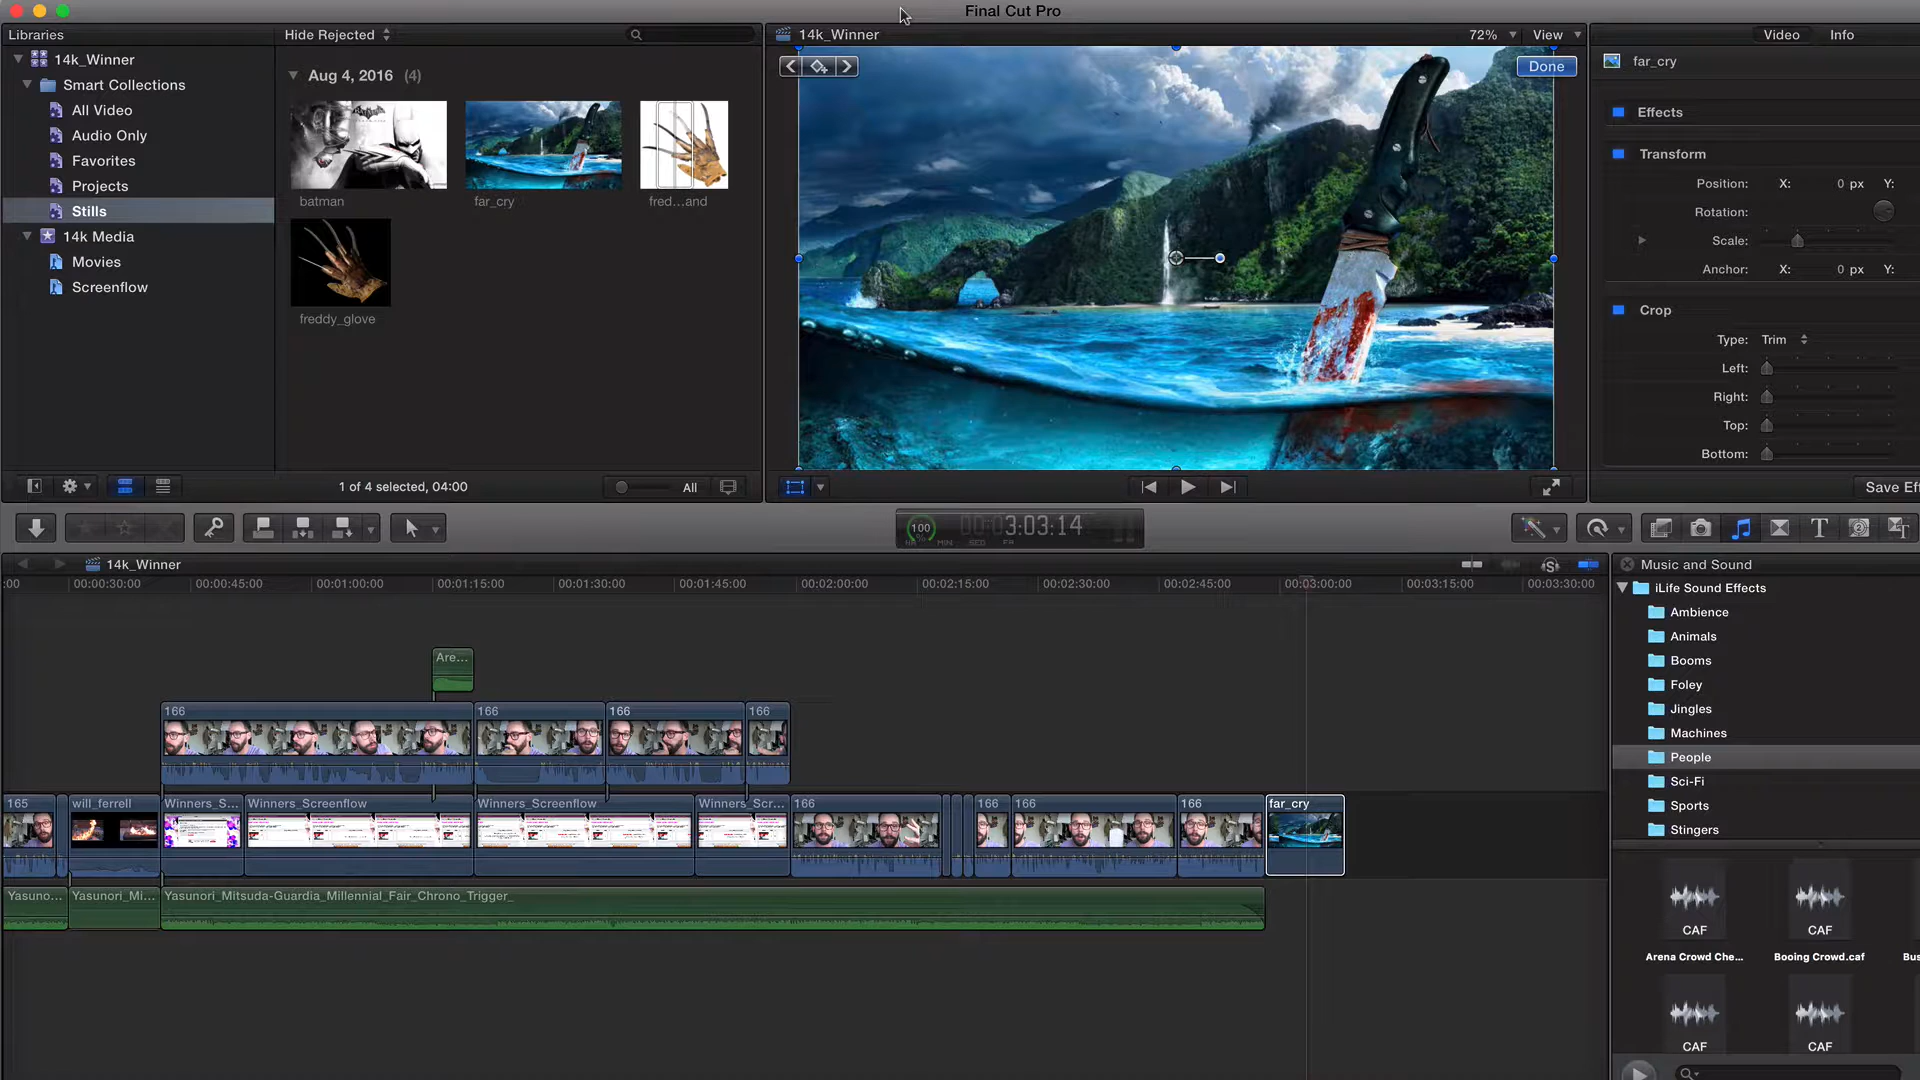 Final Cut Pro
Libraries
Hide Rejected
14k_Winner
72%
View
Video
Info
14k_Winner
Smart Collections
All Video
Audio Only
Favorites
Projects
Stills
14k Media
Movies
Screenflow
Aug 4, 2016 (4)
batman
far_cry
fred...and
freddy_glove
Done
far_cry
Effects
Transform
Position: X: 0 px Y:
Rotation:
Scale:
Anchor: X: 0 px Y:
Crop
Type: Trim
Left:
Right:
Top:
Bottom:
1 of 4 selected, 04:00
All
Save Eff
100
%
3:03:14
MIN SEC FR
14k_Winner
:00
00:00:30:00
00:00:45:00
00:01:00:00
00:01:15:00
00:01:30:00
00:01:45:00
00:02:00:00
00:02:15:00
00:02:30:00
00:02:45:00
00:03:00:00
00:03:15:00
00:03:30:00
Are...
166
166
166
166
165
will_ferrell
Winners_S...
Winners_Screenflow
Winners_Screenflow
Winners_Scr...
166
166
166
166
far_cry
Yasuno...
Yasunori_Mi...
Yasunori_Mitsuda-Guardia_Millennial_Fair_Chrono_Trigger_
Music and Sound
iLife Sound Effects
Ambience
Animals
Booms
Foley
Jingles
Machines
People
Sci-Fi
Sports
Stingers
CAF
CAF
Arena Crowd Che...
Booing Crowd.caf
Bus
CAF
CAF